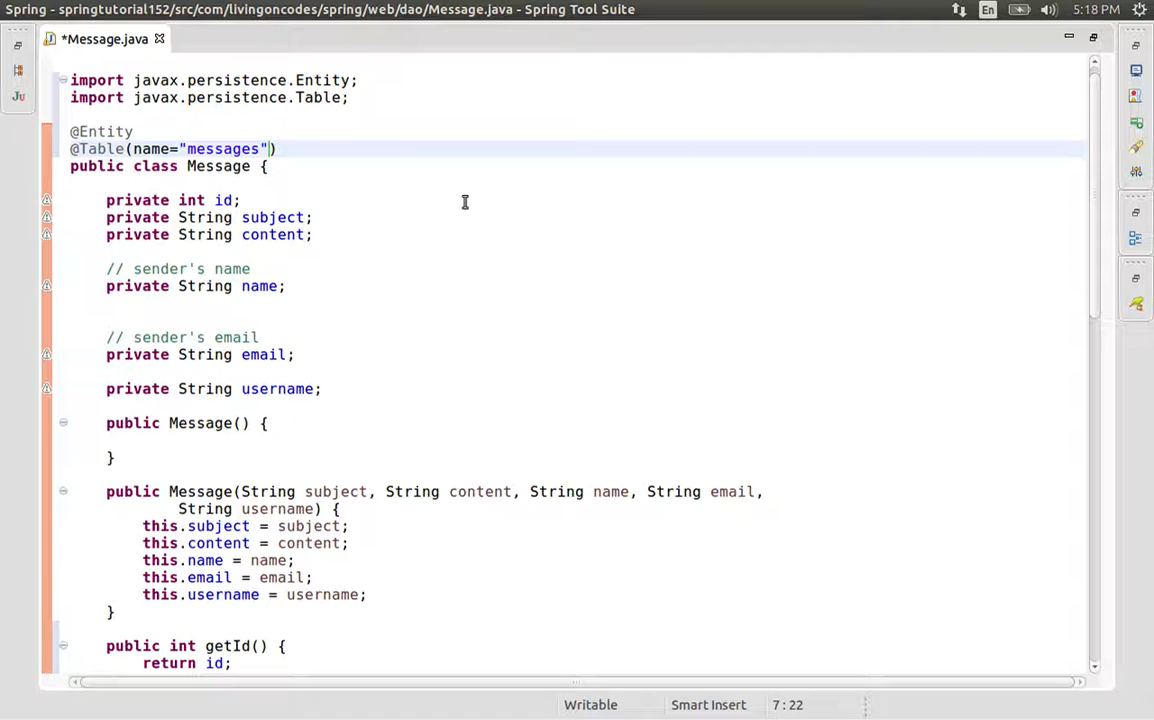 Spring - springtutorial152/src/com/livingoncodes/spring/web/dao/Message.java - Spring Tool Suite
En
5:18 PM
*Message.java
import javax.persistence.Entity;
import javax.persistence.Table;
@Entity
@Table(name="messages")
public class Message {
private int id;
private String subject;
private String content;
// sender's name
private String name;
// sender's email
private String email;
private String username;
public Message() {
}
public Message(String subject, String content, String name, String email,
String username) {
this.subject = subject;
this.content = content;
this.name = name;
this.email = email;
this.username = username;
}
public int getId() {
return id;
Writable
Smart Insert
7 : 22